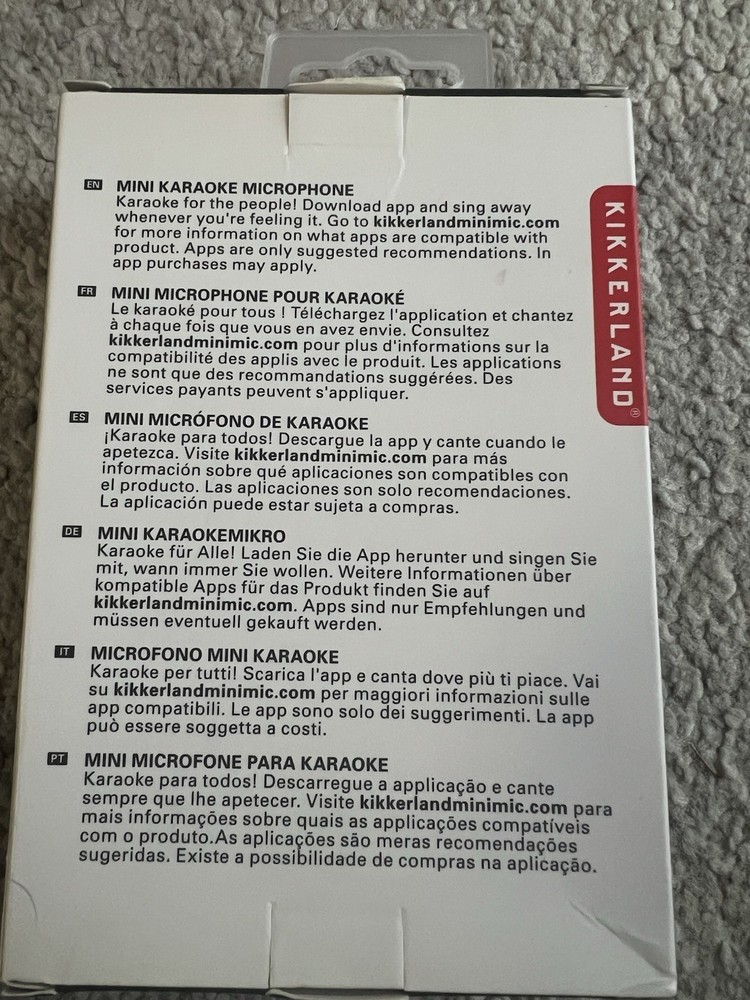 EN MINI KARAOKE MICROPHONE
Karaoke for the people! Download app and sing away
whenever you're feeling it. Go to kikkerlandminimic.com
for more information on what apps are compatible with
product. Apps are only suggested recommendations. In
app purchases may apply.
FR MINI MICROPHONE POUR KARAOKÉ
Le karaoké pour tous ! Téléchargez l'application et chantez
à chaque fois que vous en avez envie. Consultez
kikkerlandminimic.com pour plus d'informations sur la
compatibilité des applis avec le produit. Les applications
ne sont que des recommandations suggérées. Des
services payants peuvent s'appliquer.
ES MINI MICRÓFONO DE KARAOKE
¡Karaoke para todos! Descargue la app y cante cuando le
apetezca. Visite kikkerlandminimic.com para más
información sobre qué aplicaciones son compatibles con
el producto. Las aplicaciones son solo recomendaciones.
La aplicación puede estar sujeta a compras.
DE MINI KARAOKEMIKRO
Karaoke für Alle! Laden Sie die App herunter und singen Sie
mit, wann immer Sie wollen. Weitere Informationen über
kompatible Apps für das Produkt finden Sie auf
kikkerlandminimic.com. Apps sind nur Empfehlungen und
müssen eventuell gekauft werden.
IT MICROFONO MINI KARAOKE
Karaoke per tutti! Scarica l'app e canta dove più ti piace. Vai
su kikkerlandminimic.com per maggiori informazioni sulle
app compatibili. Le app sono solo dei suggerimenti. La app
può essere soggetta a costi.
PT MINI MICROFONE PARA KARAOKE
Karaoke para todos! Descarregue a applicação e cante
sempre que lhe apetecer. Visite kikkerlandminimic.com para
mais informações sobre quais as applicações compatíveis
com o produto.As aplicações são meras recomendações
sugeridas. Existe a possibilidade de compras na aplicação.
KIKKERLAND®